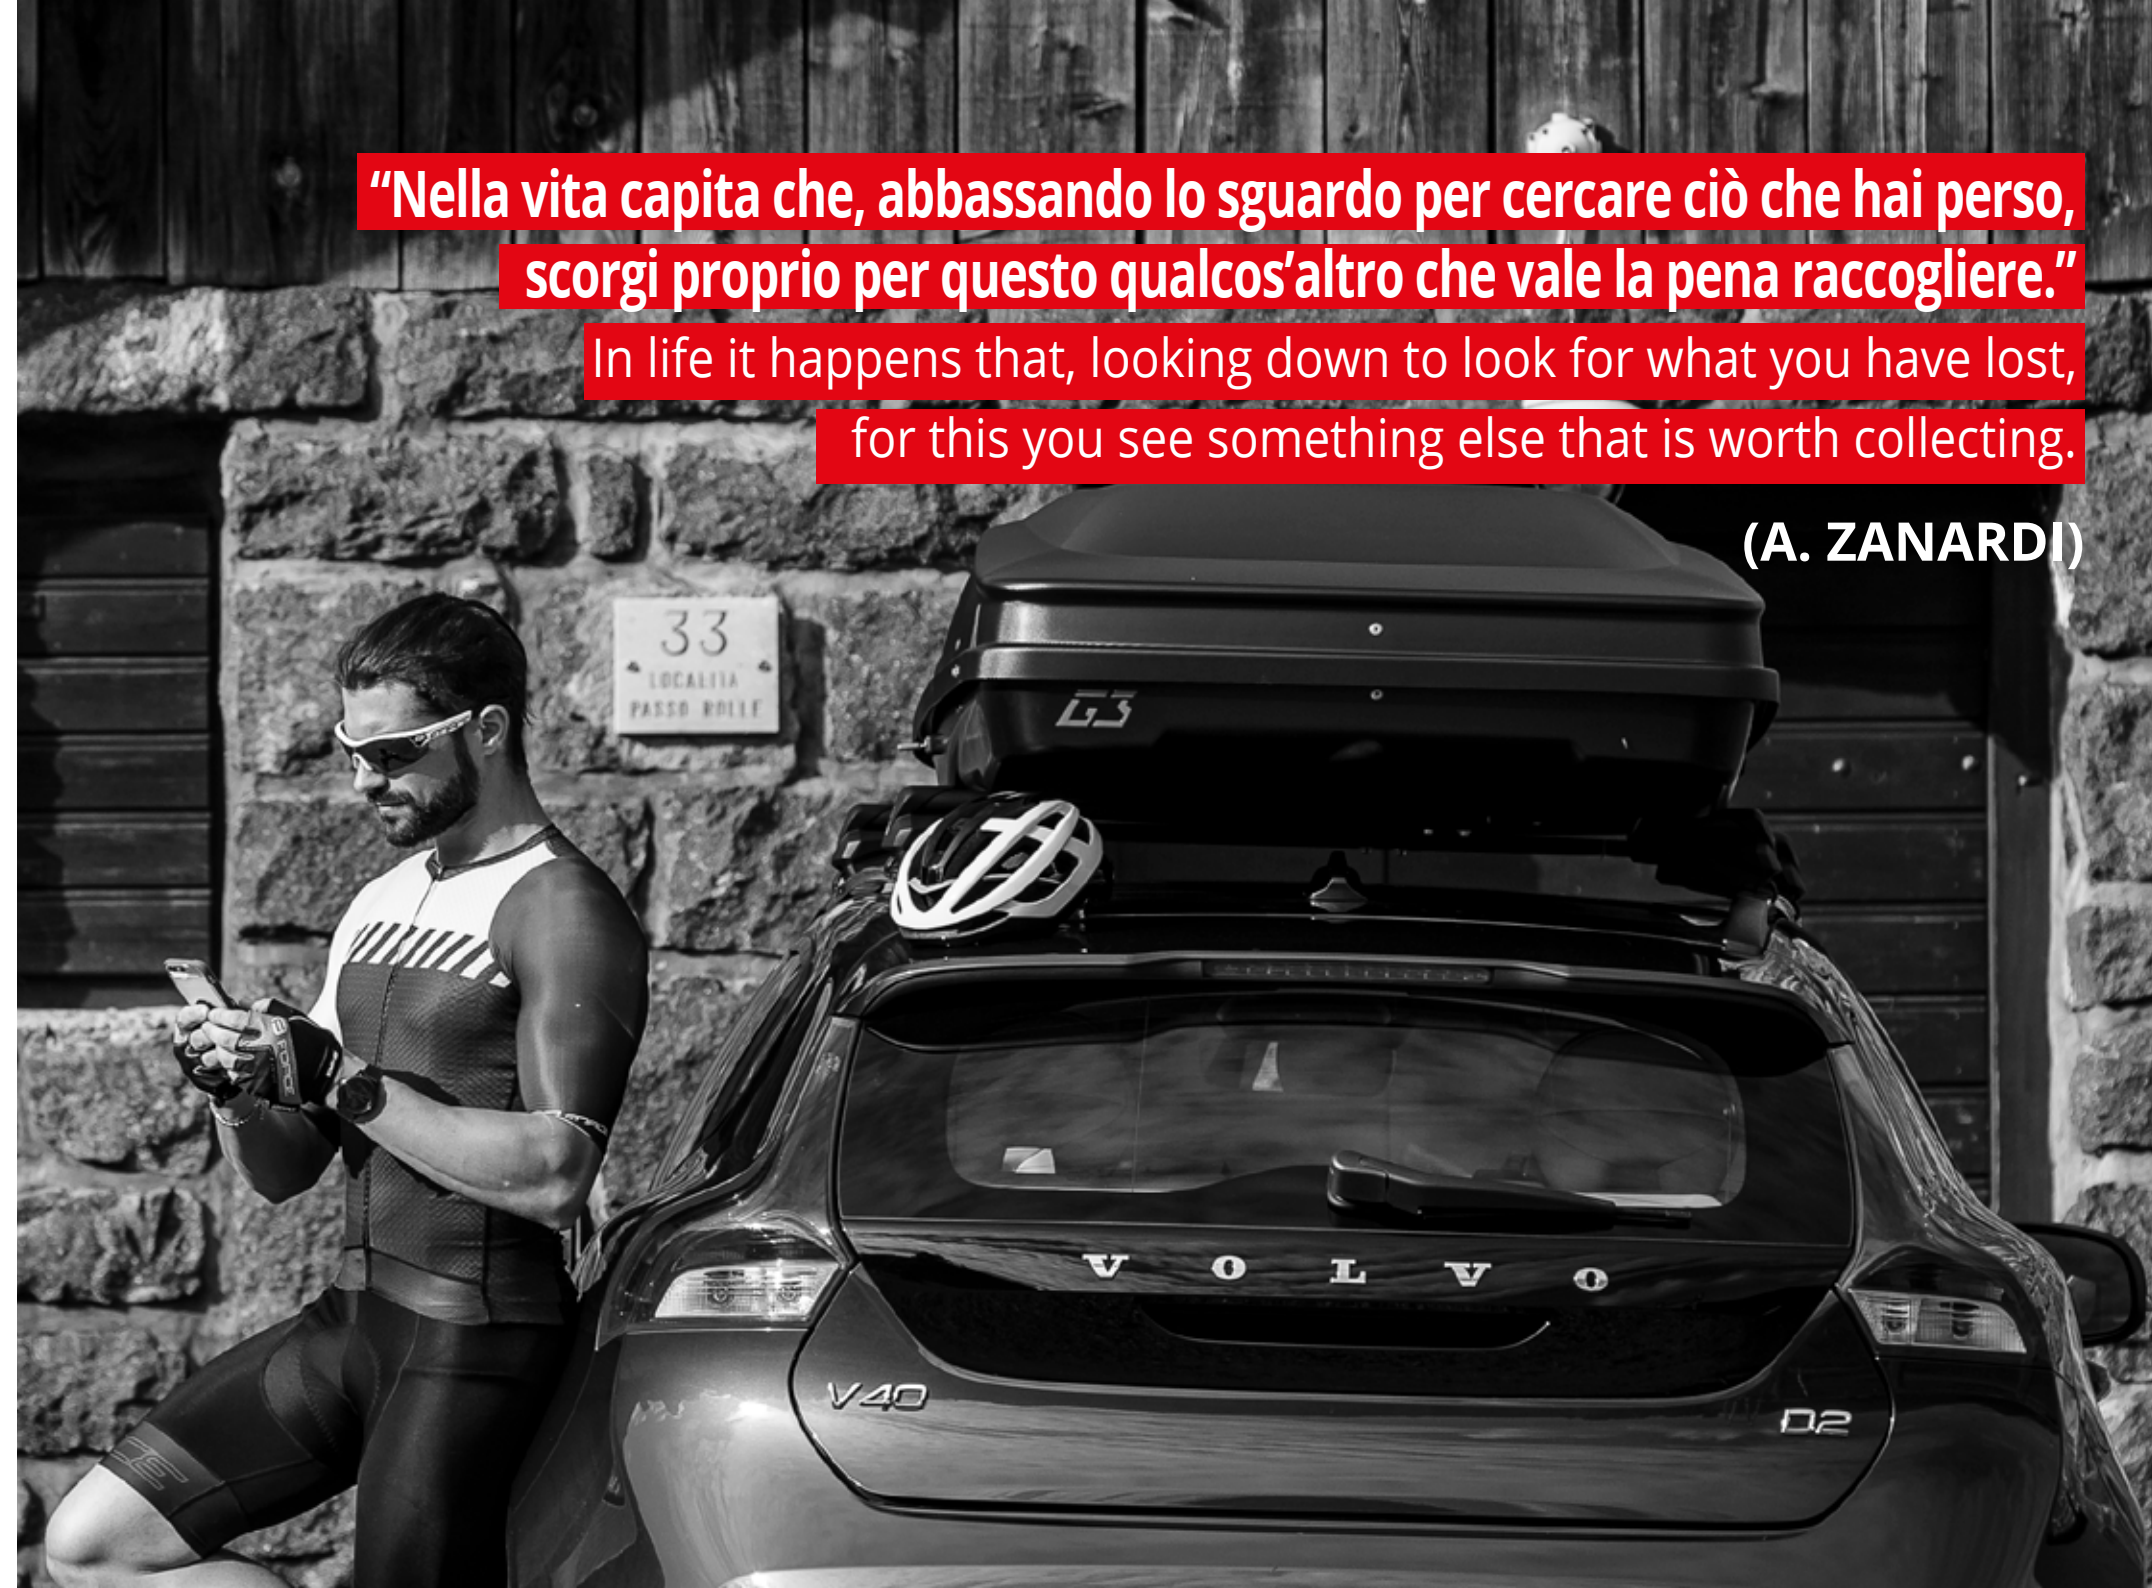 “Nella vita capita che, abbassando lo sguardo per cercare ciò che hai perso,
scorgi proprio per questo qualcos’altro che vale la pena raccogliere.”
In life it happens that, looking down to look for what you have lost,
for this you see something else that is worth collecting.
(A. ZANARDI)
33
LOCALITA
PASSO ROLLE
G3
VOLVO
V40
D2